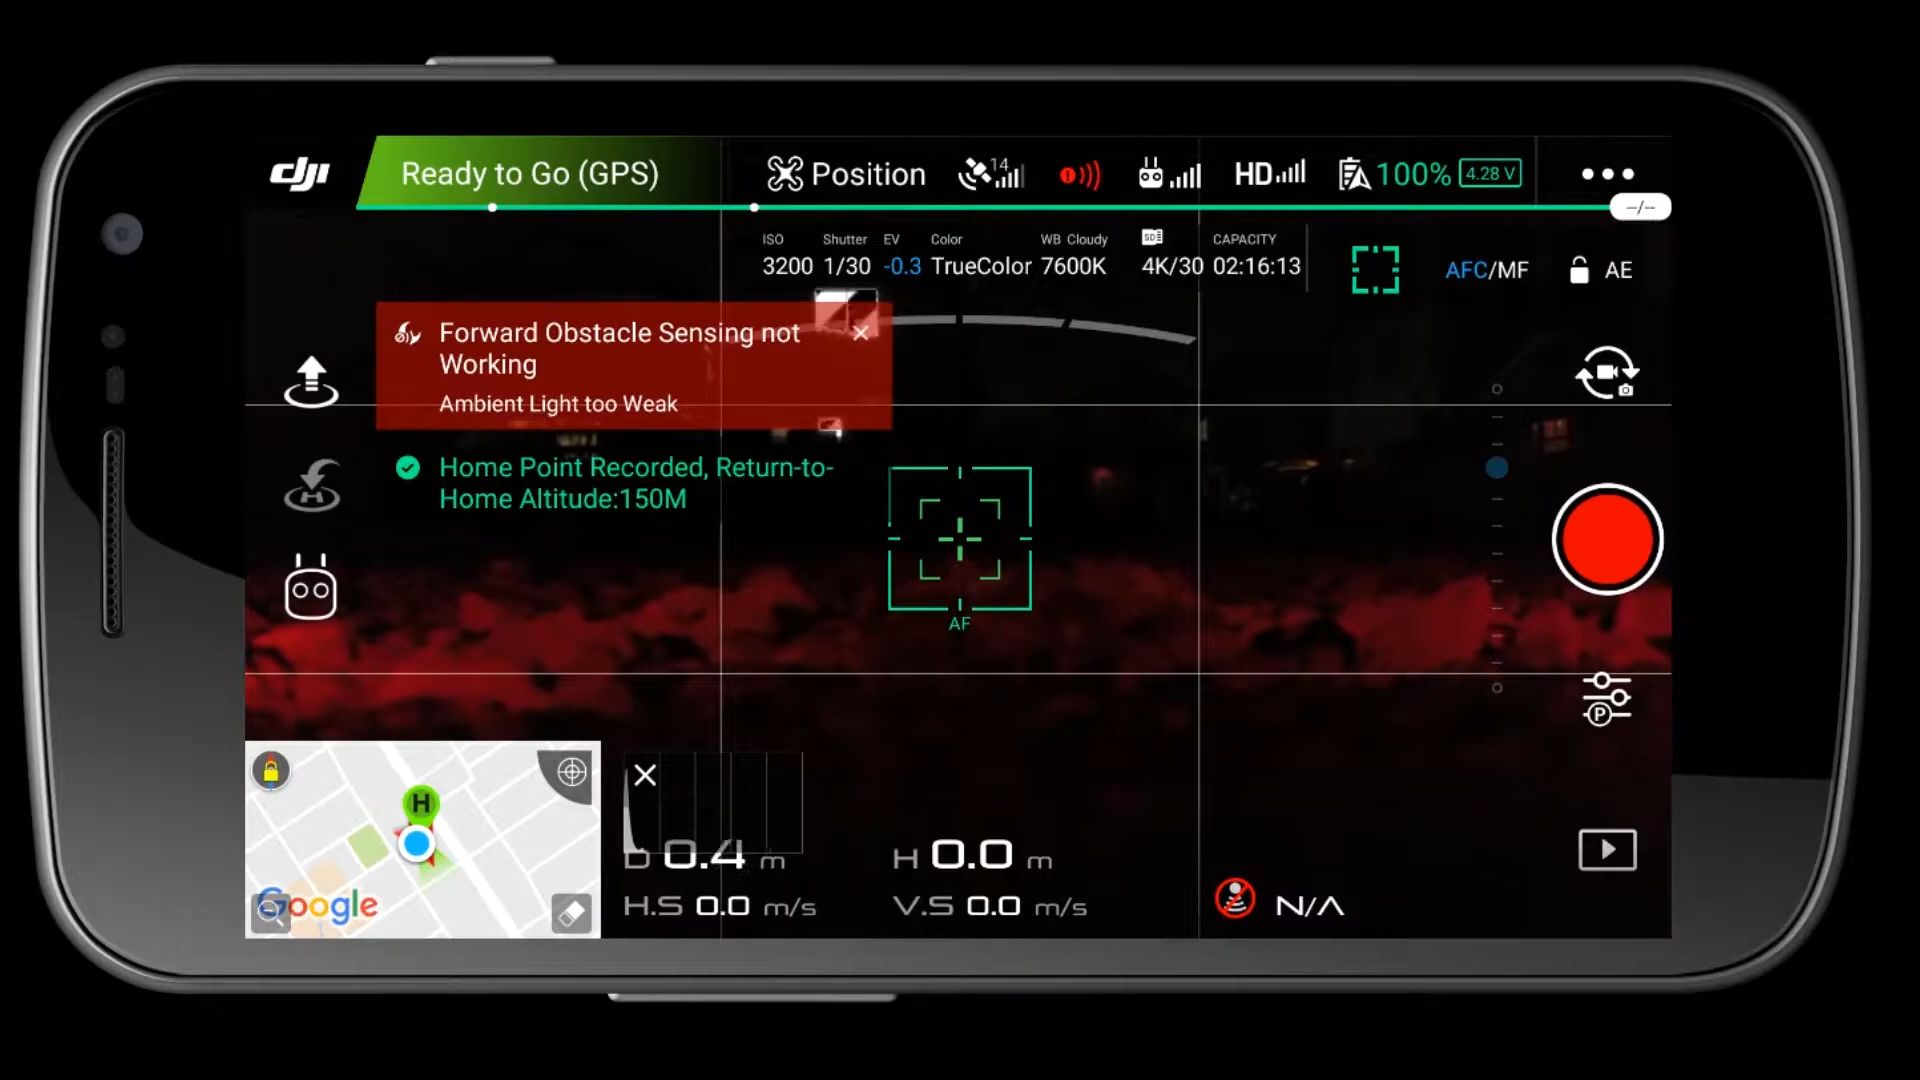 dji
Ready to Go (GPS)
Position
14
HD
100%
4.28 V
--/--
ISO
3200
Shutter
1/30
EV
-0.3
Color
TrueColor
WB Cloudy
7600K
SD
4K/30
CAPACITY
02:16:13
AFC/MF
AE
Forward Obstacle Sensing not
Working
Ambient Light too Weak
Home Point Recorded, Return-to-
Home Altitude:150M
H
AF
P
H
Google
D 0.4 m
H 0.0 m
H.S 0.0 m/s
V.S 0.0 m/s
N/A